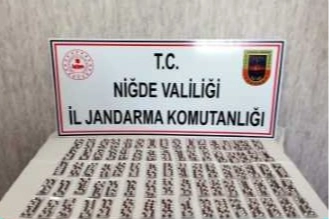 T.C.
NİĞDE VALİLİĞİ
İL JANDARMA KOMUTANLIĞI